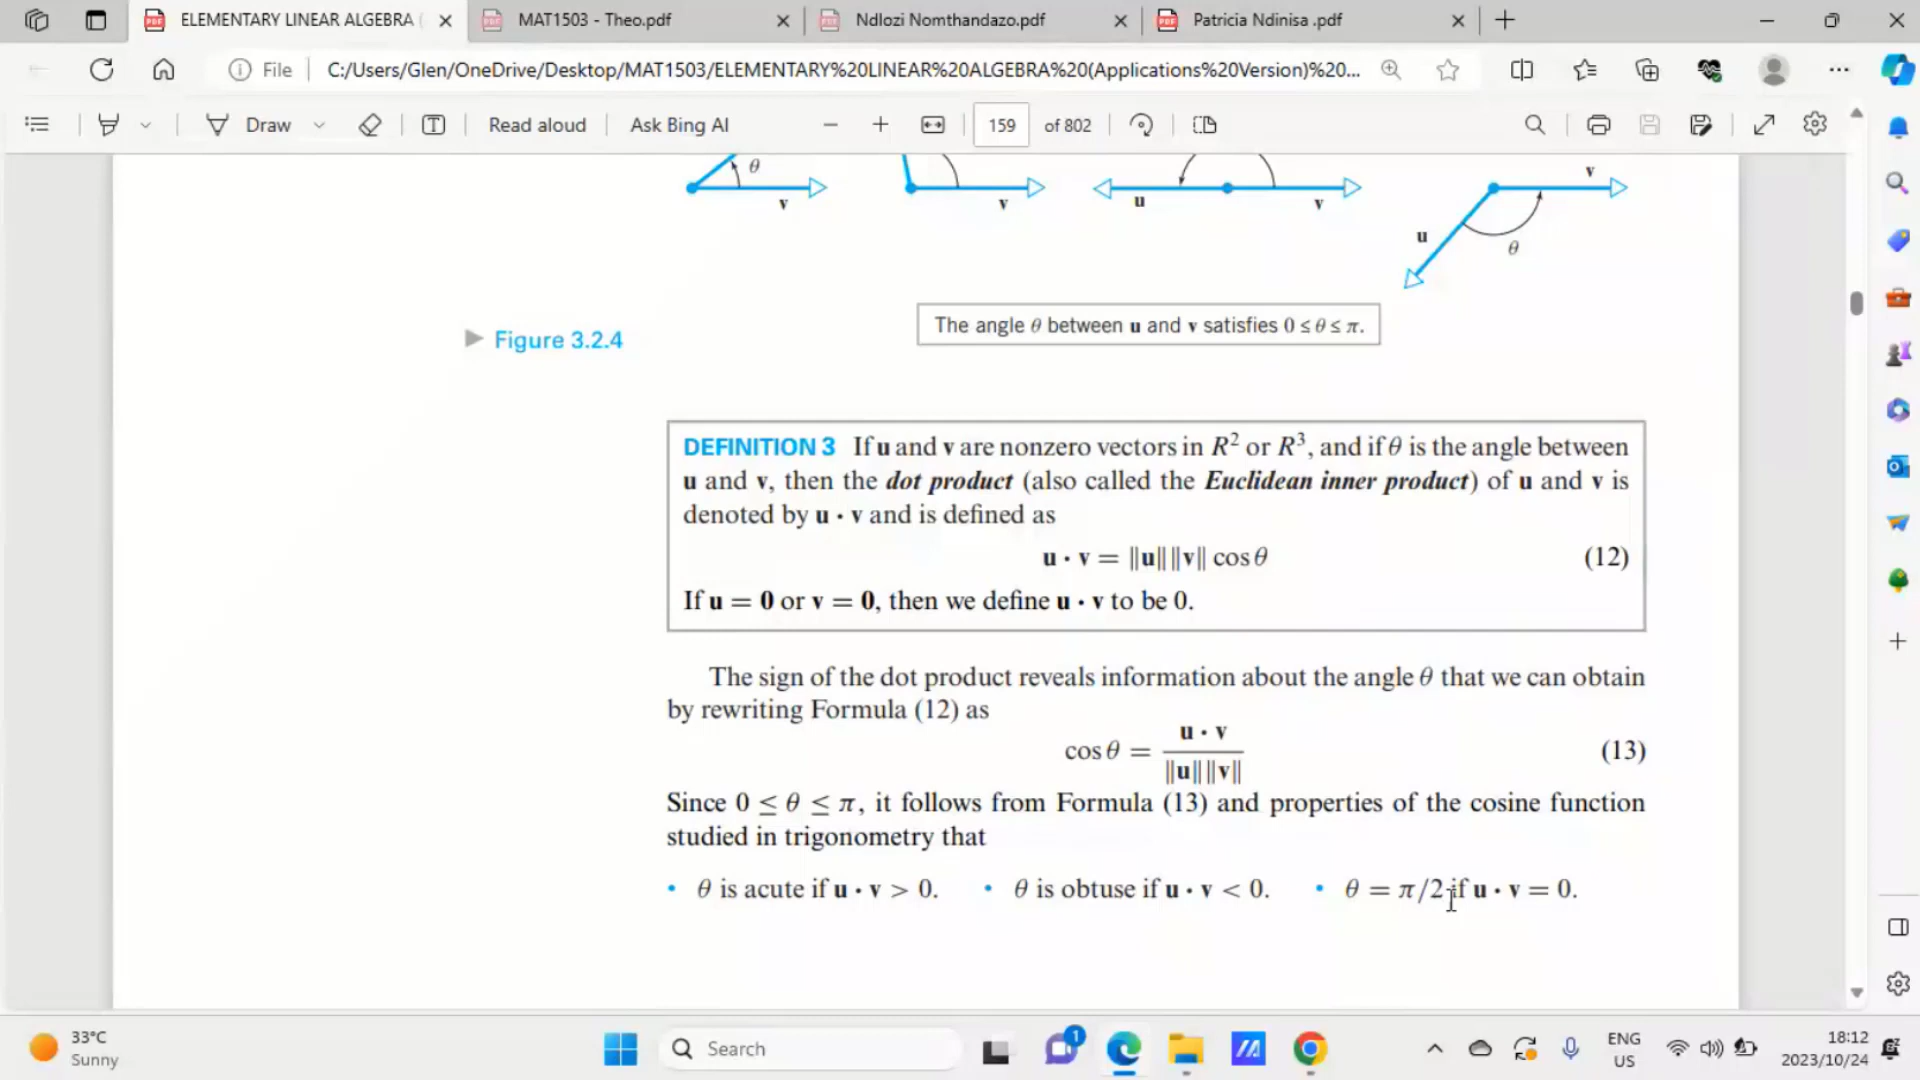 ELEMENTARY LINEAR ALGEBRA (
MAT1503 - Theo.pdf
Ndlozi Nomthandazo.pdf
Patricia Ndinisa .pdf
File
C:/Users/Glen/OneDrive/Desktop/MAT1503/ELEMENTARY%20LINEAR%20ALGEBRA%20(Applications%20Version)%20...
Draw
Read aloud
Ask Bing AI
159 of 802
θ
v
v
u
v
v
u
θ
The angle θ between u and v satisfies 0 ≤ θ ≤ π.
Figure 3.2.4
DEFINITION 3 If u and v are nonzero vectors in R² or R³, and if θ is the angle between
u and v, then the dot product (also called the Euclidean inner product) of u and v is
denoted by u · v and is defined as
u · v = ‖u‖‖v‖ cos θ (12)
If u = 0 or v = 0, then we define u · v to be 0.
The sign of the dot product reveals information about the angle θ that we can obtain
by rewriting Formula (12) as
cos θ = u · v / ‖u‖‖v‖ (13)
Since 0 ≤ θ ≤ π, it follows from Formula (13) and properties of the cosine function
studied in trigonometry that
• θ is acute if u · v > 0. • θ is obtuse if u · v < 0. • θ = π/2 if u · v = 0.
33°C
Sunny
Search
1
ENG
US
18:12
2023/10/24